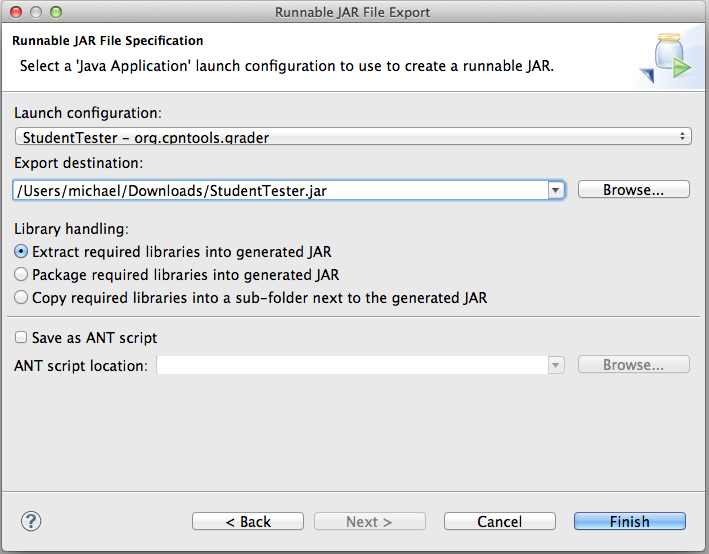 Runnable JAR File Export
Runnable JAR File Specification
Select a 'Java Application' launch configuration to use to create a runnable JAR.
Launch configuration:
StudentTester – org.cpntools.grader
Export destination:
/Users/michael/Downloads/StudentTester.jar
Browse...
Library handling:
Extract required libraries into generated JAR
Package required libraries into generated JAR
Copy required libraries into a sub-folder next to the generated JAR
Save as ANT script
ANT script location:
Browse...
?
< Back
Next >
Cancel
Finish